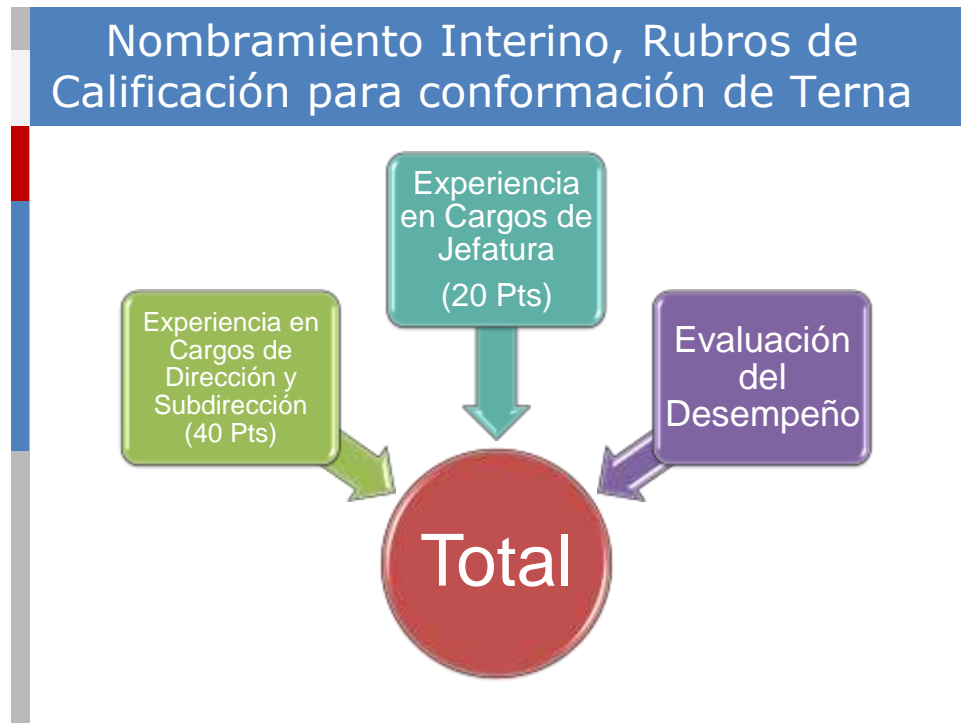 Nombramiento Interino, Rubros de
Calificación para conformación de Terna
Experiencia
en Cargos de
Jefatura
(20 Pts)
Experiencia en
Cargos de
Dirección y
Subdirección
(40 Pts)
Evaluación
del
Desempeño
Total